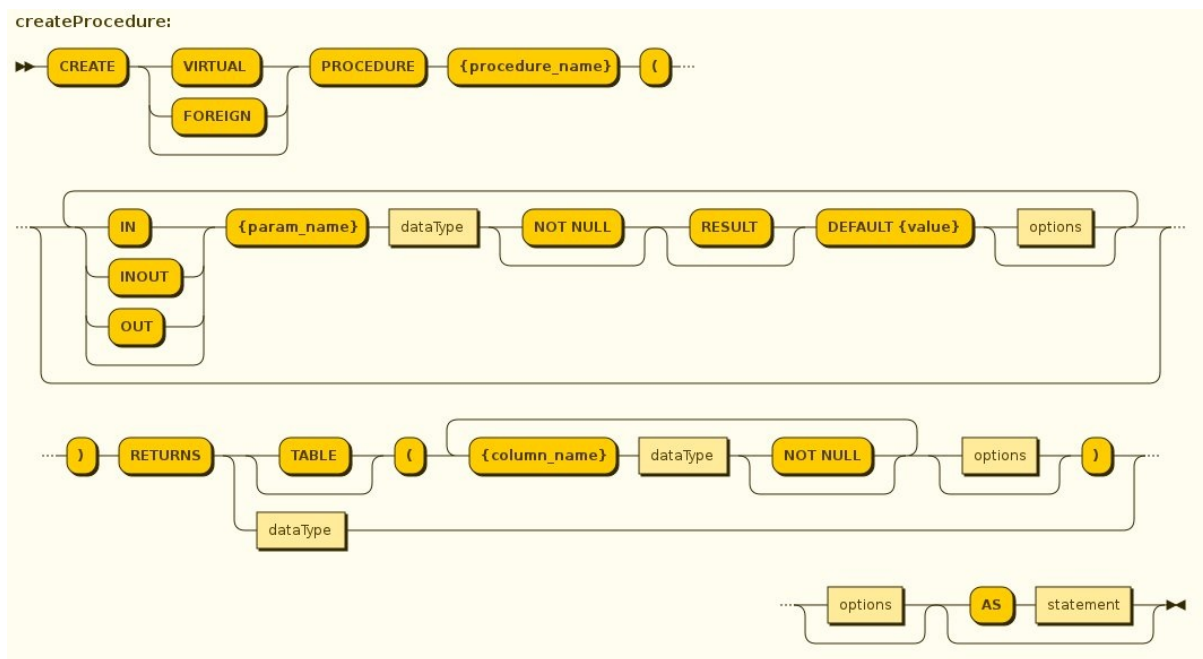 createProcedure:
CREATE VIRTUAL PROCEDURE {procedure_name} (
FOREIGN
IN {param_name} dataType NOT NULL RESULT DEFAULT {value} options
INOUT
OUT
) RETURNS TABLE ( {column_name} dataType NOT NULL options )
dataType
options AS statement